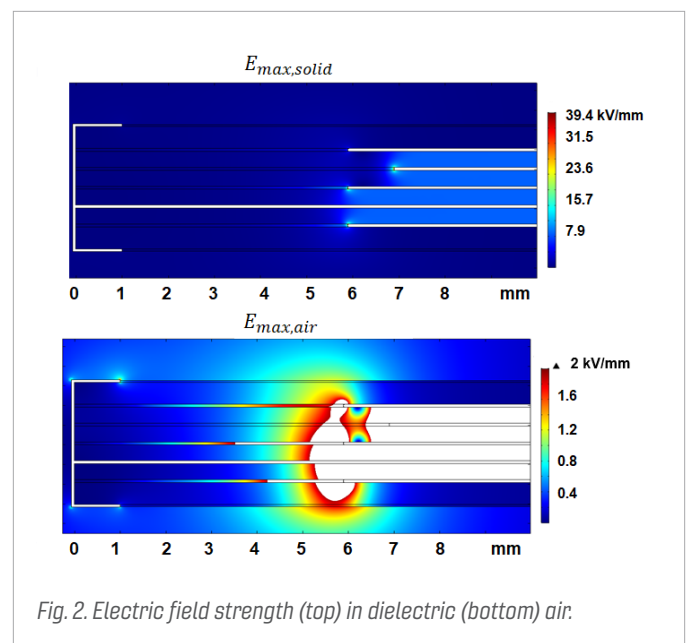 E_max,solid
39.4 kV/mm
31.5
23.6
15.7
7.9
0 1 2 3 4 5 6 7 8 mm
E_max,air
▲ 2 kV/mm
1.6
1.2
0.8
0.4
0 1 2 3 4 5 6 7 8 mm
Fig. 2. Electric field strength (top) in dielectric (bottom) air.